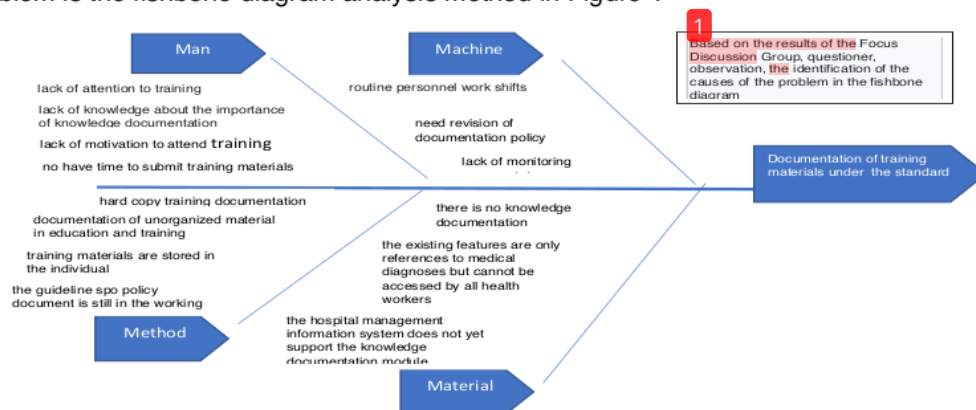 blem is the fishbone diagram analysis method in Figure
Man
Machine
1
Based on the results of the Focus
Discussion Group, questioner,
observation, the identification of the
causes of the problem in the fishbone
diagram
lack of attention to training
lack of knowledge about the importance
of knowledge documentation
lack of motivation to attend training
no have time to submit training materials
routine personnel work shifts
need revision of
documentation policy
lack of monitoring
Documentation of training
materials under the standard
hard copy training documentation
documentation of unorganized material
in education and training
training materials are stored in
the individual
the guideline spo policy
document is still in the working
there is no knowledge
documentation
the existing features are only
references to medical
diagnoses but cannot be
accessed by all health
workers
the hospital management
information system does not yet
support the knowledge
documentation module
Method
Material